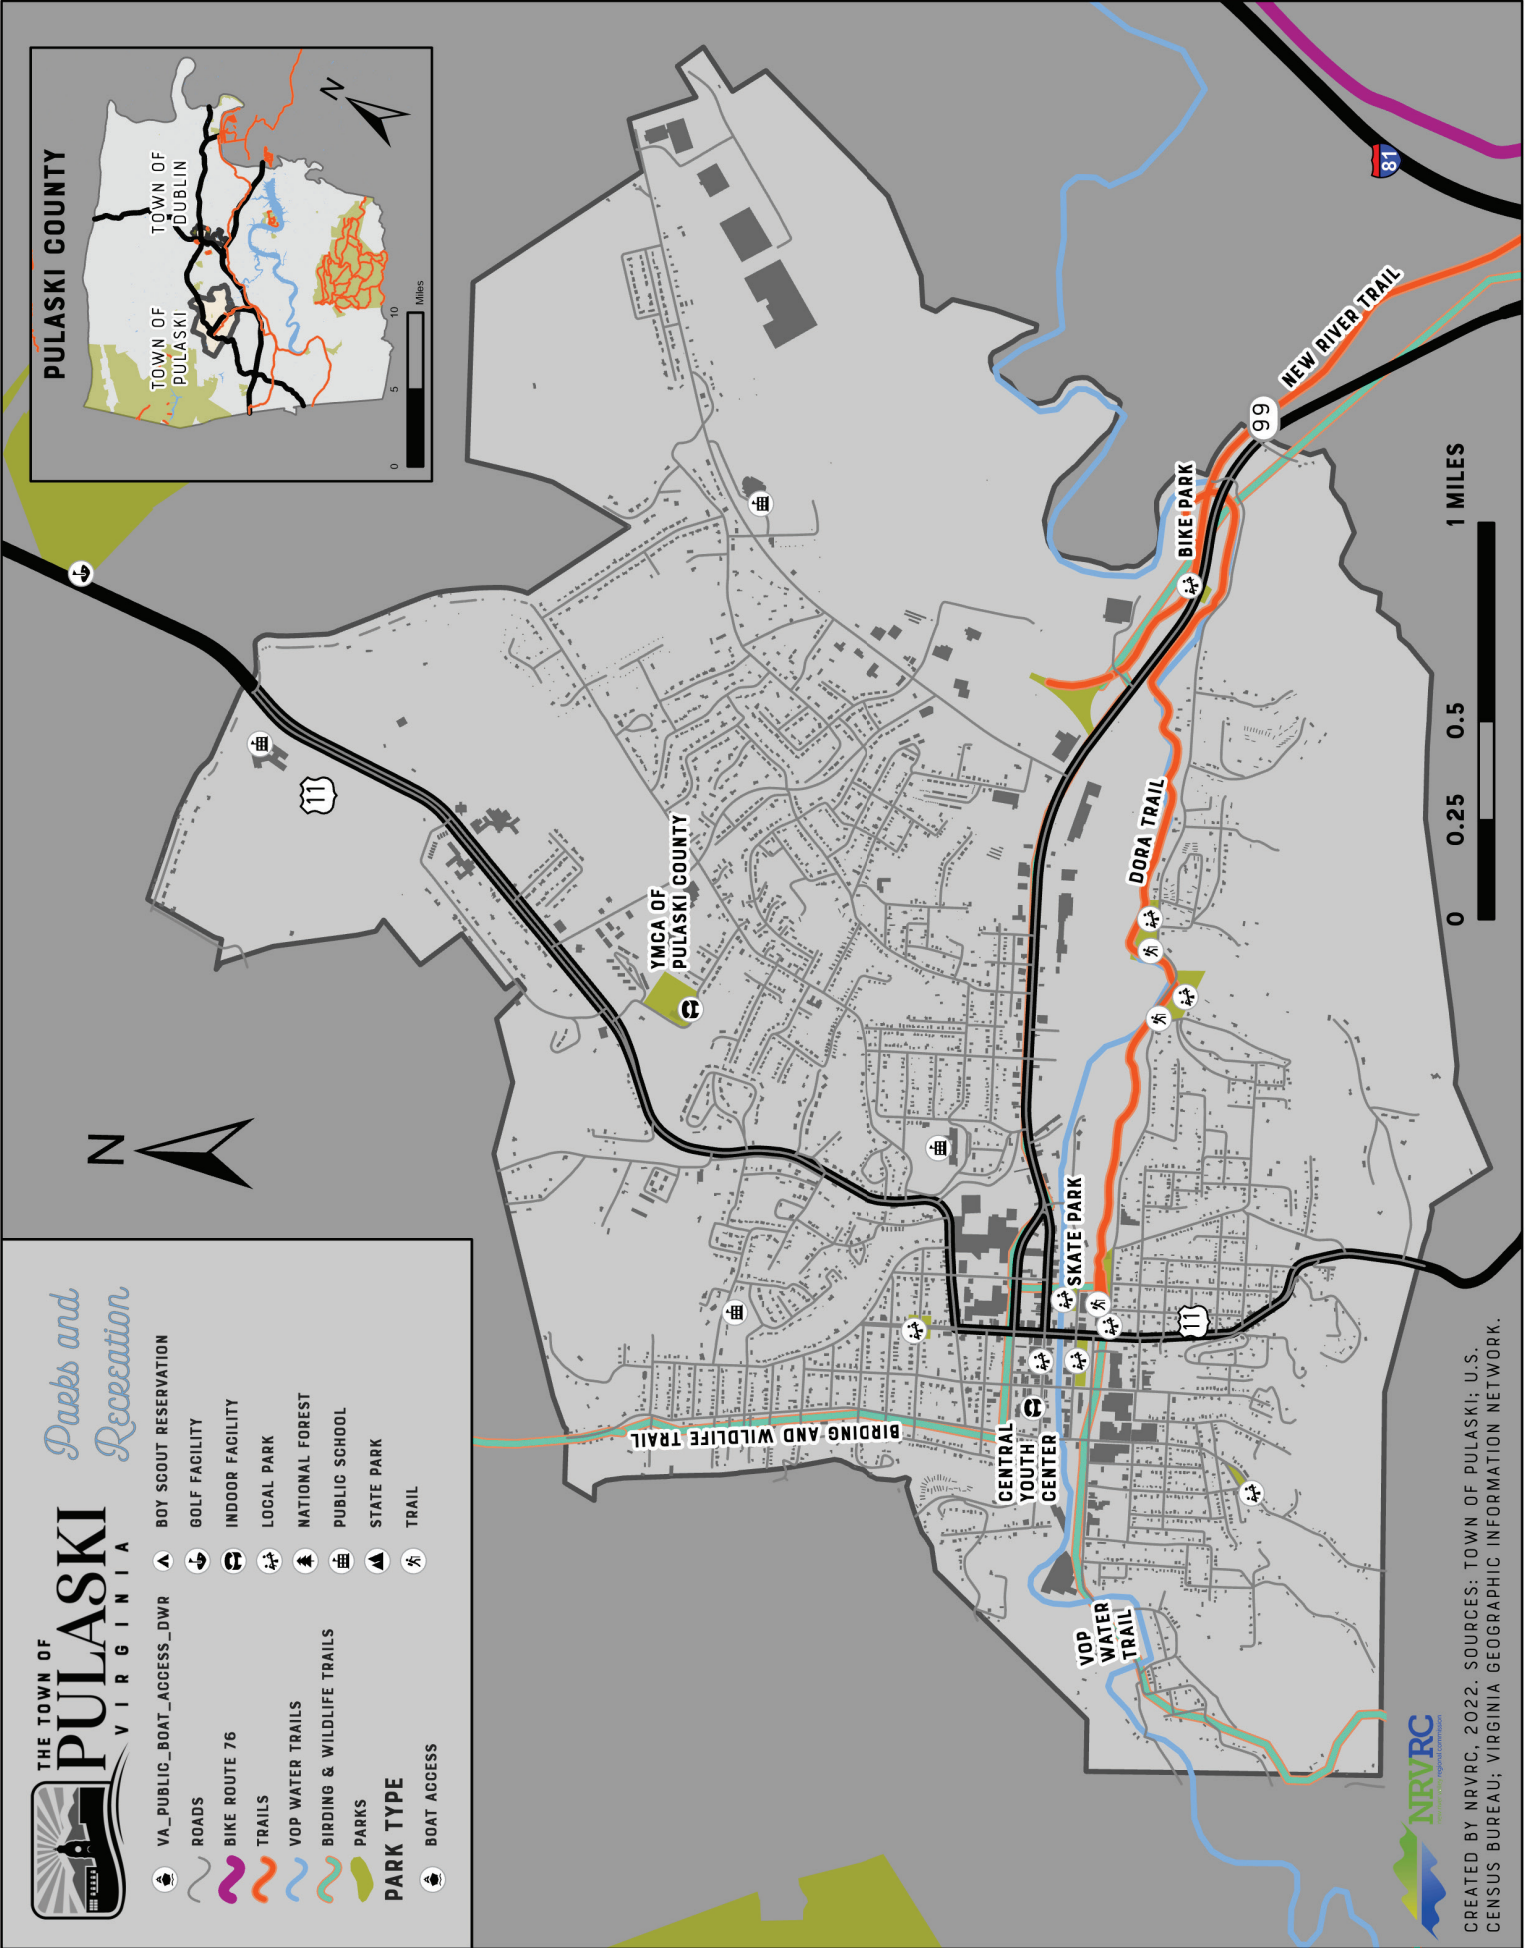 THE TOWN OF
PULASKI
VIRGINIA
Parks and
Recreation
VA_PUBLIC_BOAT_ACCESS_DWR
ROADS
BIKE ROUTE 76
TRAILS
VOP WATER TRAILS
BIRDING & WILDLIFE TRAILS
PARKS
PARK TYPE
BOAT ACCESS
BOY SCOUT RESERVATION
GOLF FACILITY
INDOOR FACILITY
LOCAL PARK
NATIONAL FOREST
PUBLIC SCHOOL
STATE PARK
TRAIL
N
PULASKI COUNTY
TOWN OF
PULASKI
TOWN OF
DUBLIN
N
0
5
10
Miles
11
YMCA OF
PULASKI COUNTY
BIRDING AND WILDLIFE TRAIL
CENTRAL
YOUTH
CENTER
SKATE PARK
11
VOP
WATER
TRAIL
DORA TRAIL
BIKE PARK
99
NEW RIVER TRAIL
81
0
0.25
0.5
1 MILES
NRVRC
regional commission
CREATED BY NRVRC, 2022. SOURCES: TOWN OF PULASKI; U.S.
CENSUS BUREAU; VIRGINIA GEOGRAPHIC INFORMATION NETWORK.